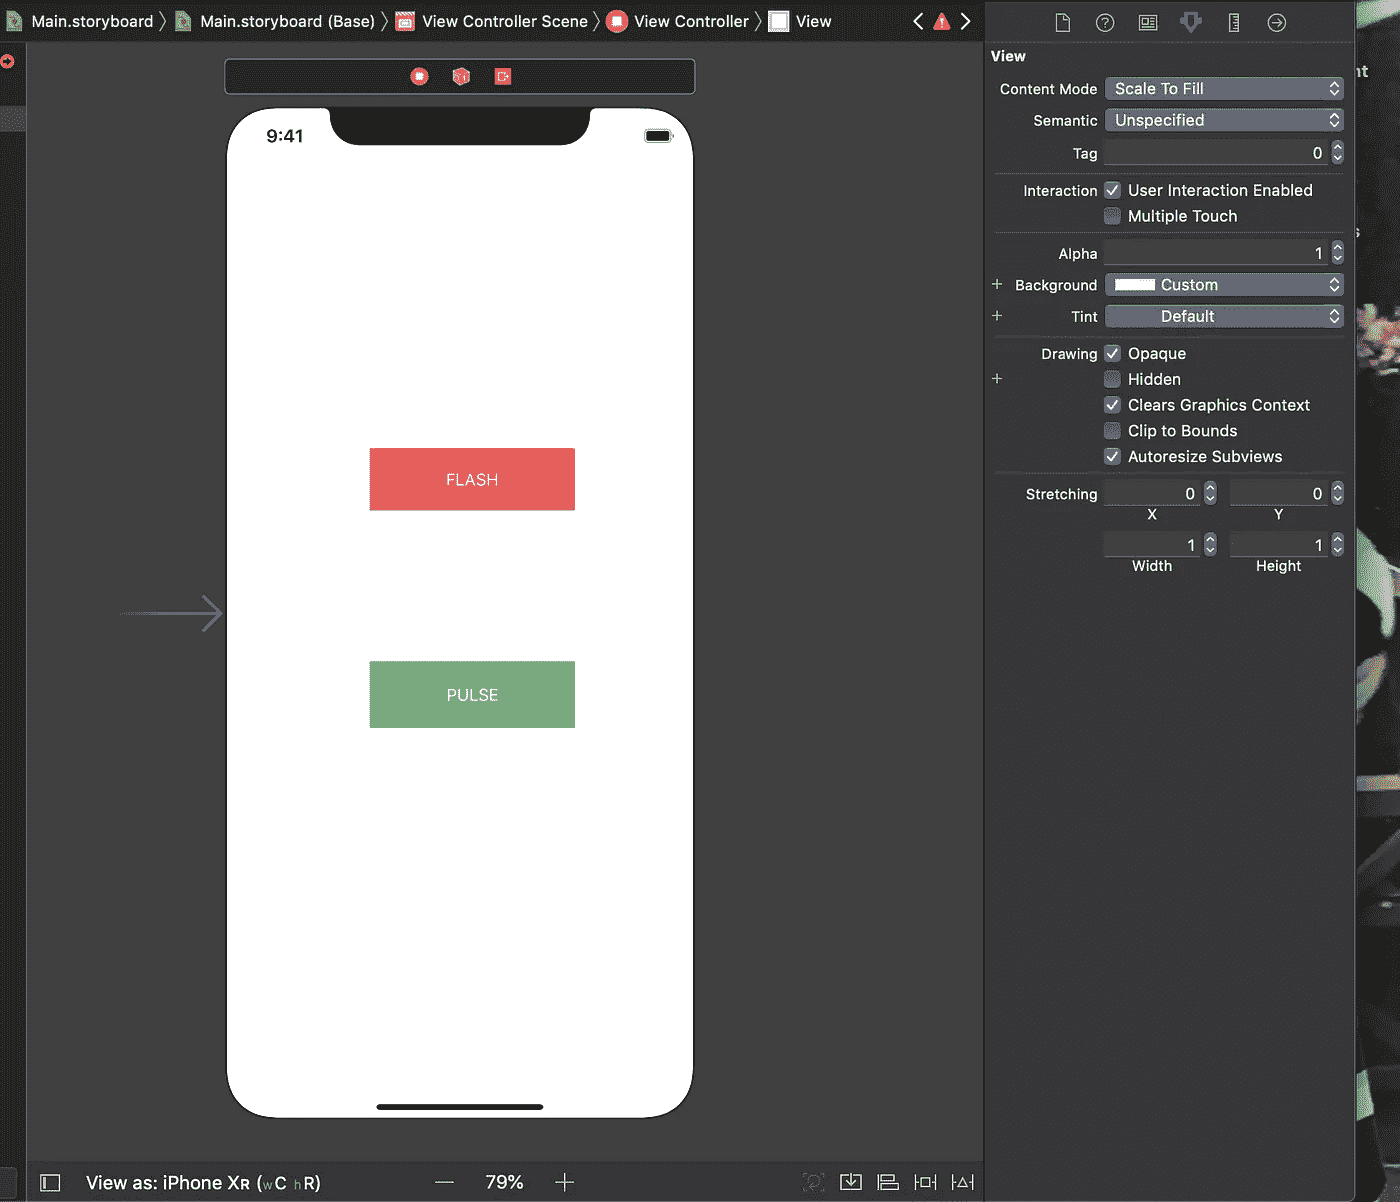 Main.storyboard
Main.storyboard (Base)
View Controller Scene
View Controller
View
9:41
FLASH
PULSE
View as: iPhone XR (wC hR)
79%
View
Content Mode Scale To Fill
Semantic Unspecified
Tag 0
Interaction User Interaction Enabled
Multiple Touch
Alpha 1
+ Background Custom
+ Tint Default
Drawing Opaque
+ Hidden
Clears Graphics Context
Clip to Bounds
Autoresize Subviews
Stretching 0 0
X Y
1 1
Width Height